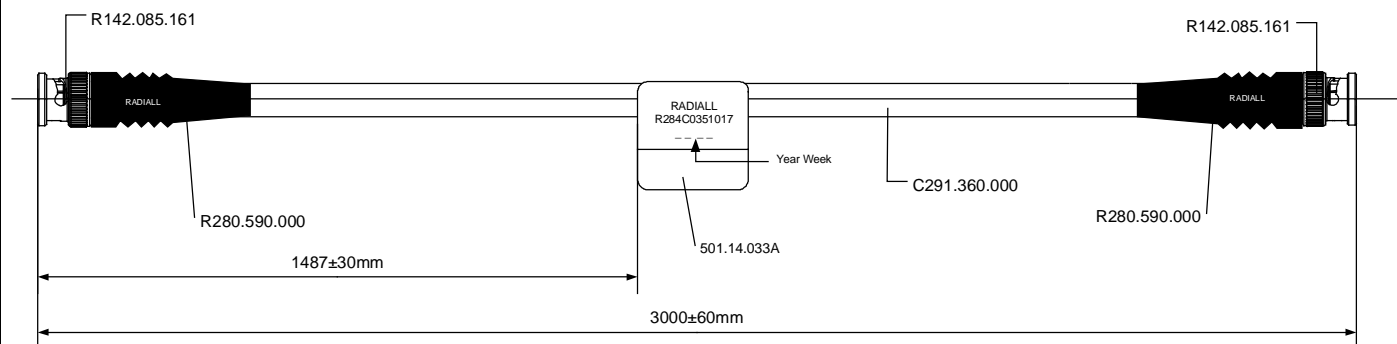 R142.085.161
R142.085.161
RADIALL
RADIALL
RADIALL
R284C0351017
Year Week
C291.360.000
R280.590.000
R280.590.000
501.14.033A
1487±30mm
3000±60mm